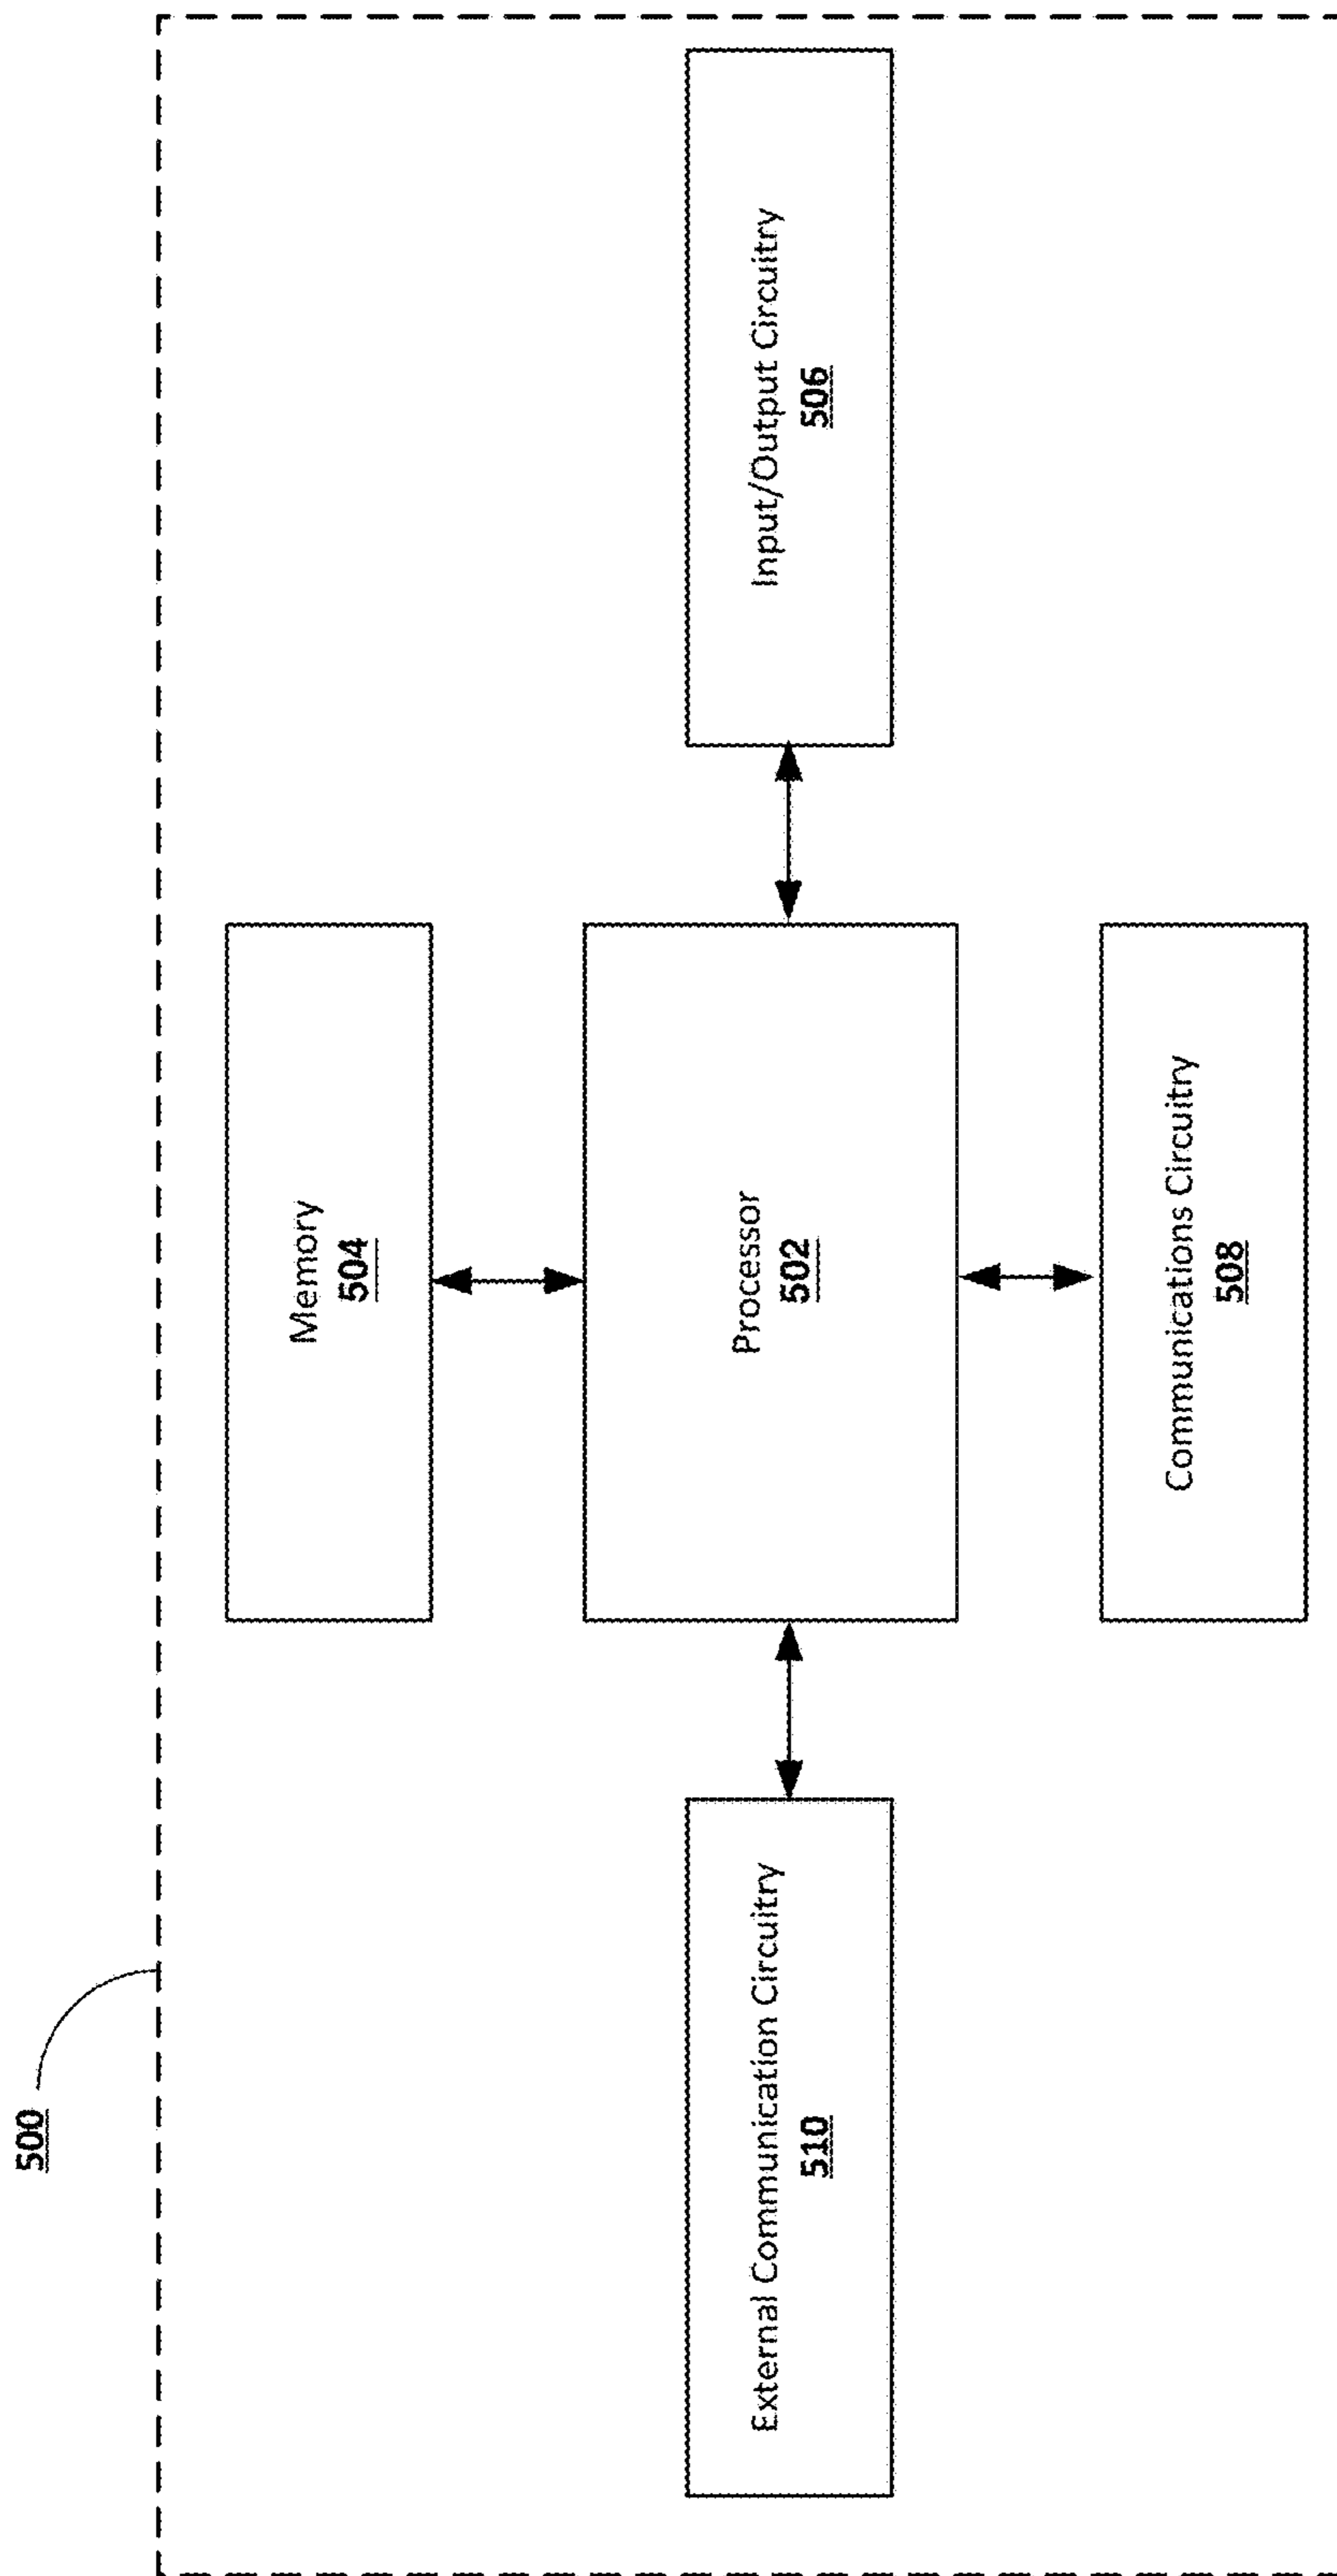 500
Memory
504
External Communication Circuitry
510
Processor
502
Input/Output Circuitry
506
Communications Circuitry
508